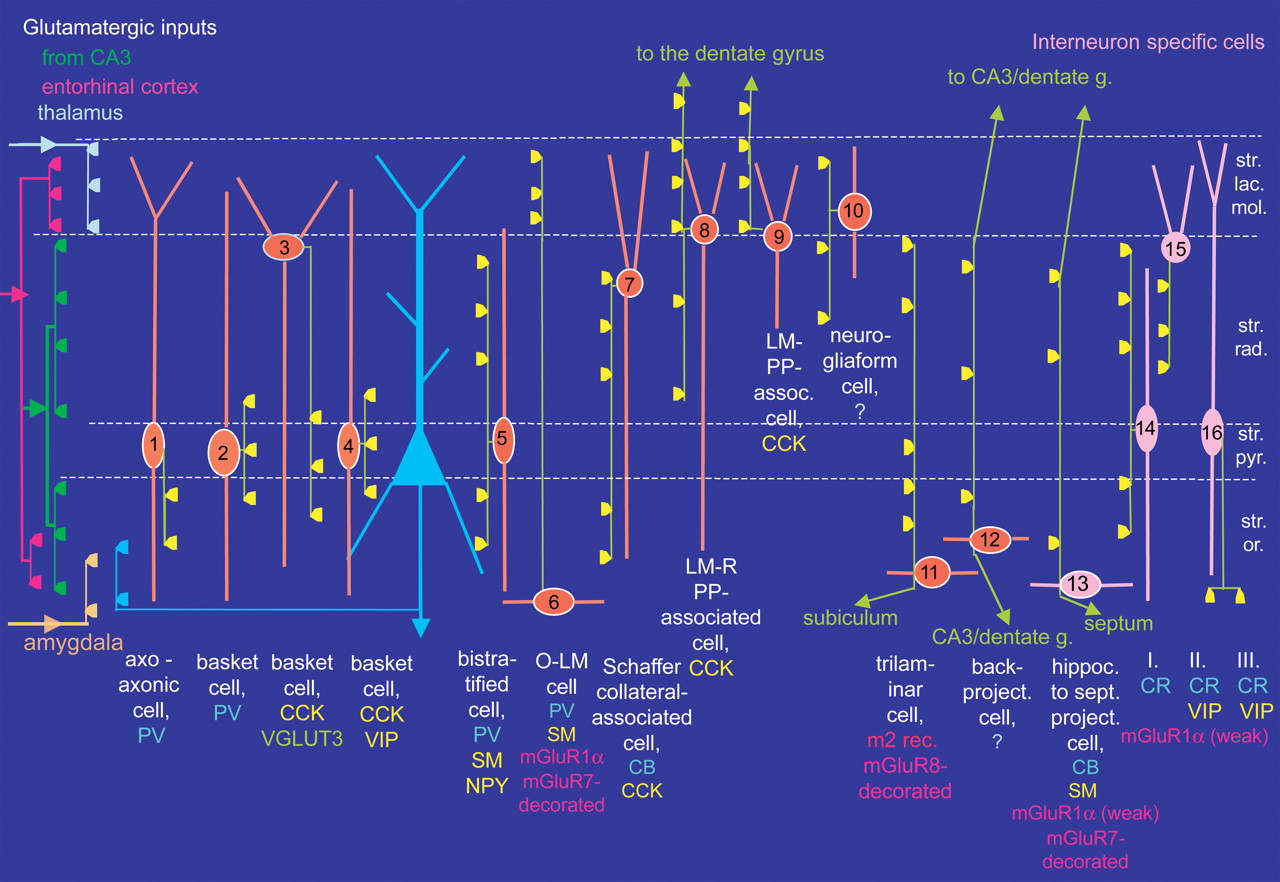 Glutamatergic inputs
from CA3
entorhinal cortex
thalamus
to the dentate gyrus
Interneuron specific cells
to CA3/dentate g.
str.
lac.
mol.
str.
rad.
str.
pyr.
str.
or.
1
2
3
4
5
6
7
8
9
10
11
12
13
14
15
16
LM-
PP-
assoc.
cell,
CCK
neuro-
gliaform
cell,
?
amygdala
subiculum
CA3/dentate g.
septum
axo -
axonic
cell,
PV
basket
cell,
PV
basket
cell,
CCK
VGLUT3
basket
cell,
CCK
VIP
bistra-
tified
cell,
PV
SM
NPY
O-LM
cell
PV
SM
mGluR1α
mGluR7-
decorated
Schaffer
collateral-
associated
cell,
CB
CCK
LM-R
PP-
associated
cell,
CCK
trilam-
inar
cell,
m2 rec.
mGluR8-
decorated
back-
project.
cell,
?
hippoc.
to sept.
project.
cell,
CB
SM
mGluR1α (weak)
mGluR7-
decorated
I.
CR
II.
CR
VIP
III.
CR
VIP
mGluR1α (weak)